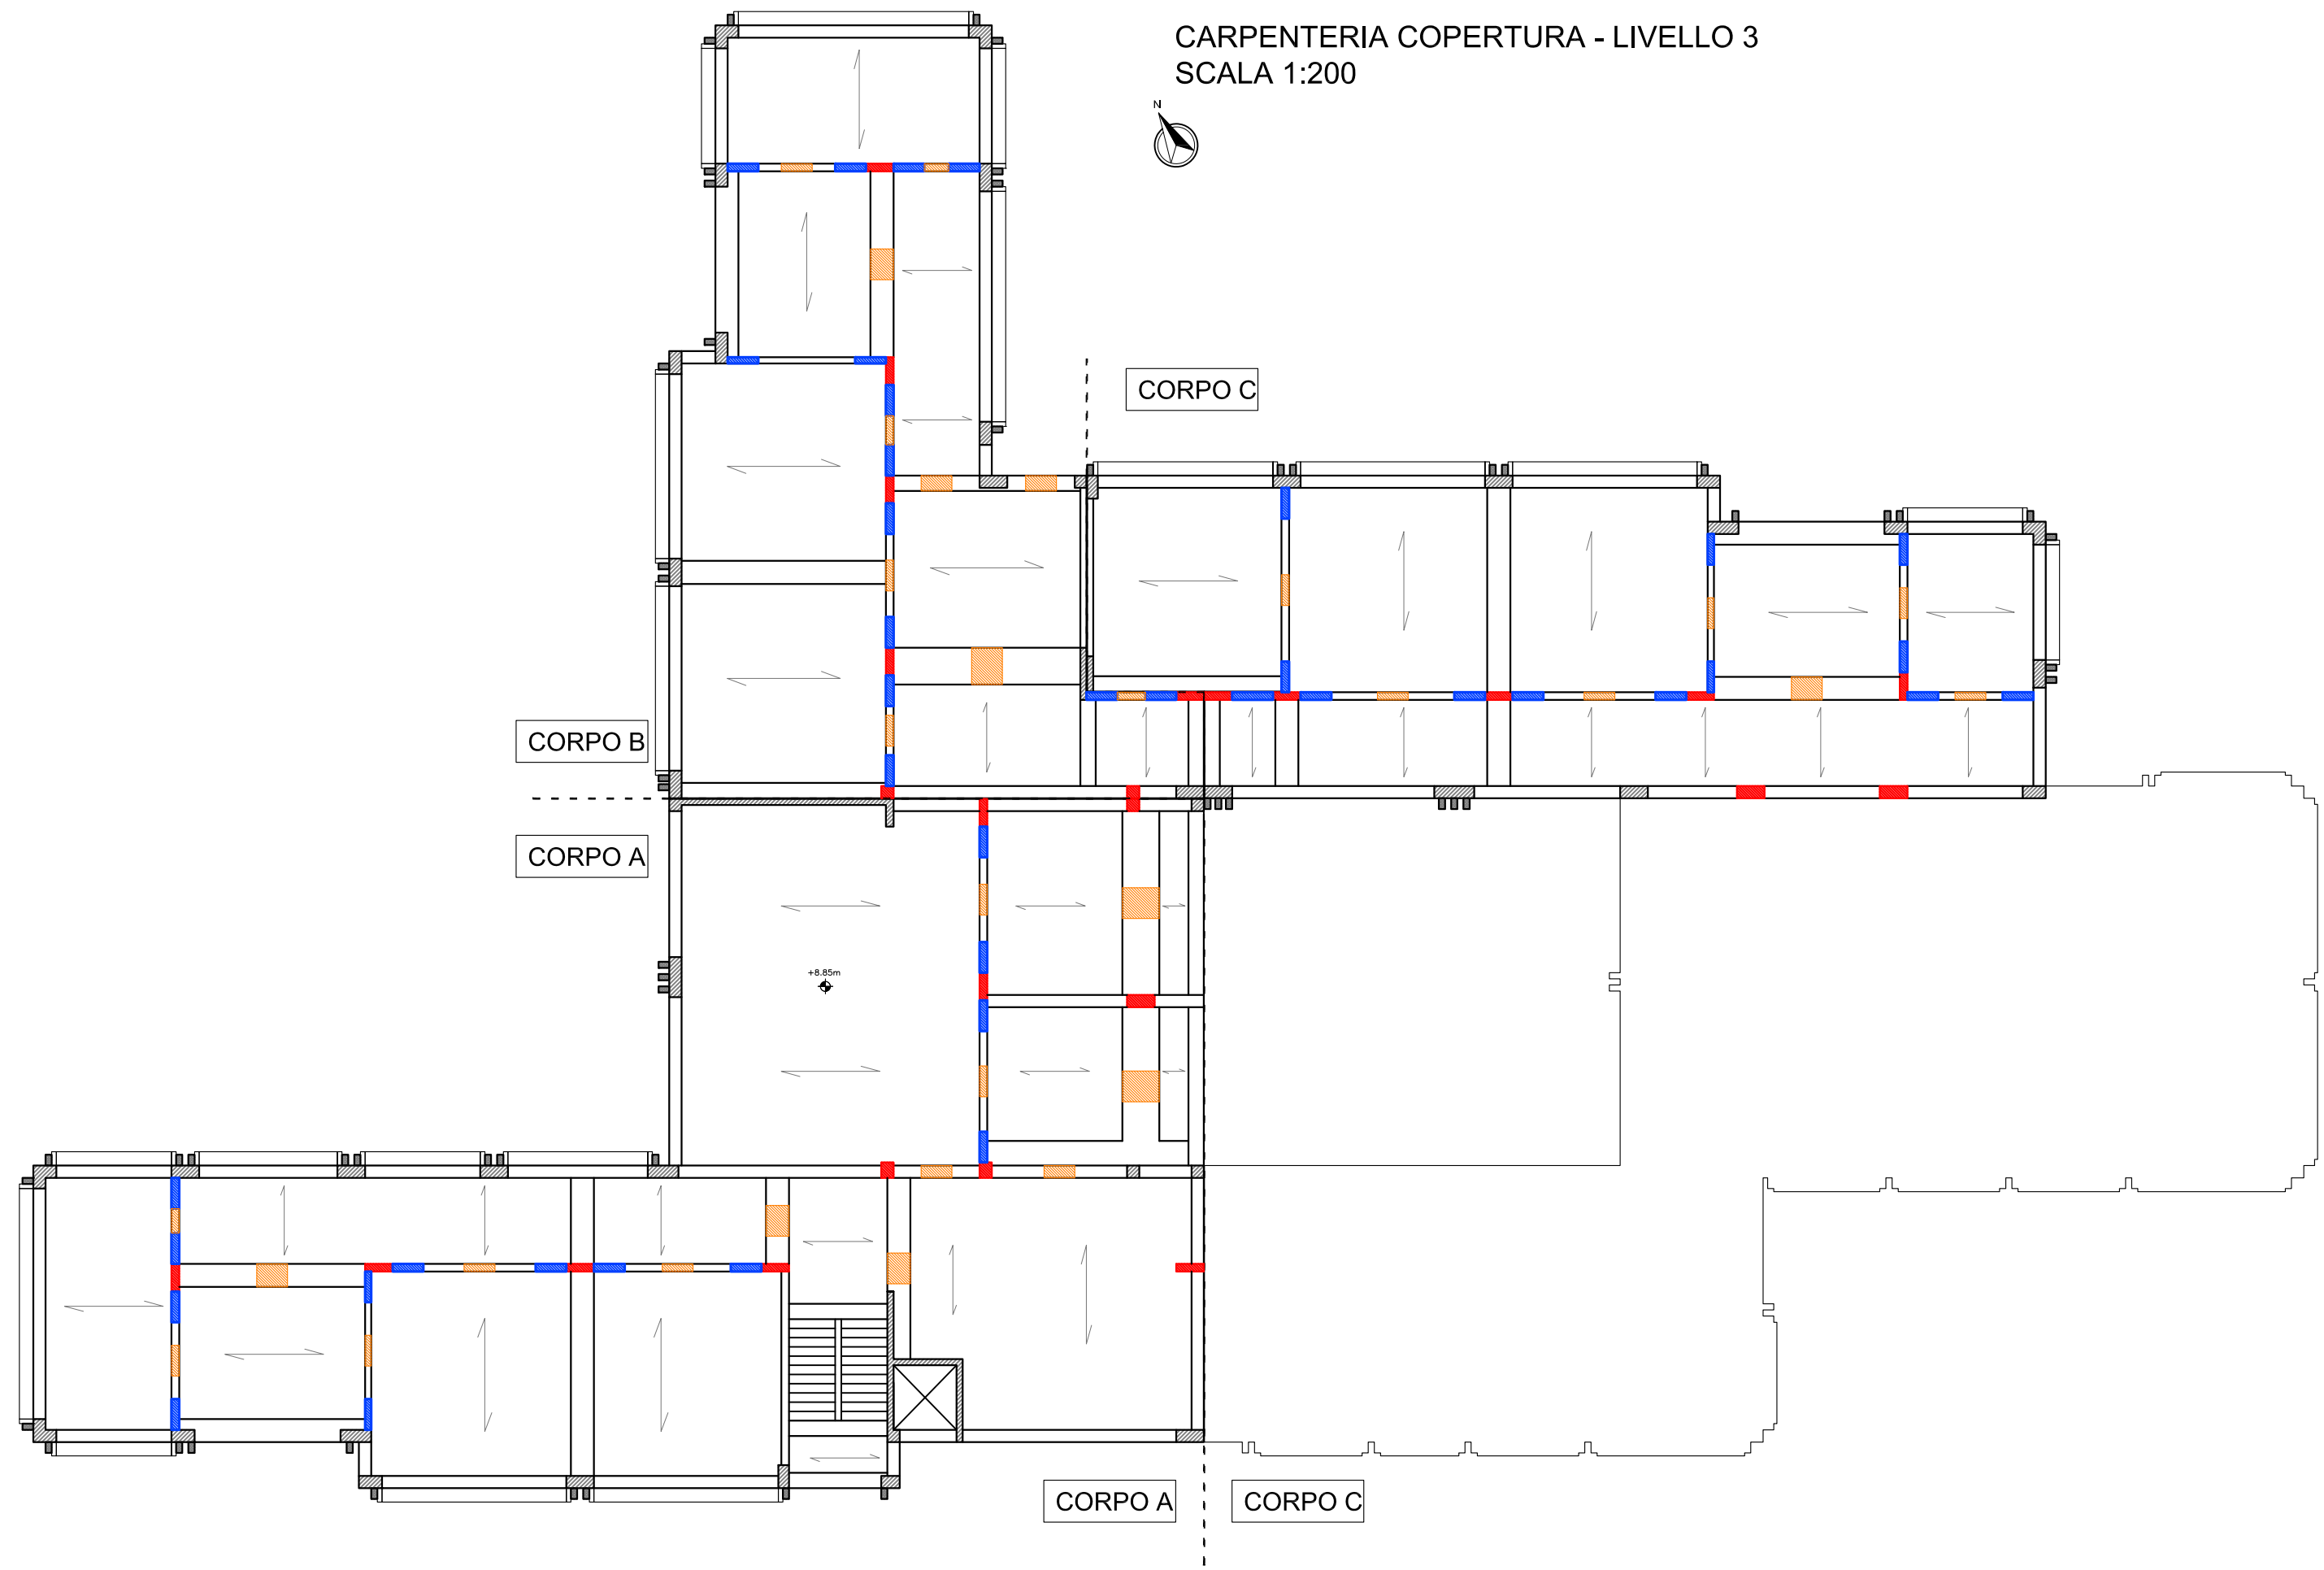 CARPENTERIA COPERTURA - LIVELLO 3
SCALA 1:200
N
CORPO C
CORPO B
CORPO A
+8.85m
CORPO A
CORPO C